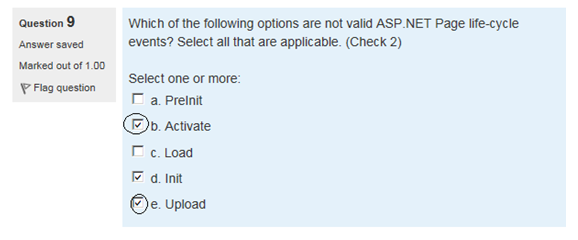 Question 9
Answer saved
Marked out of 1.00
Flag question
Which of the following options are not valid ASP.NET Page life-cycle
events? Select all that are applicable. (Check 2)
Select one or more:
a. PreInit
b. Activate
c. Load
d. Init
e. Upload